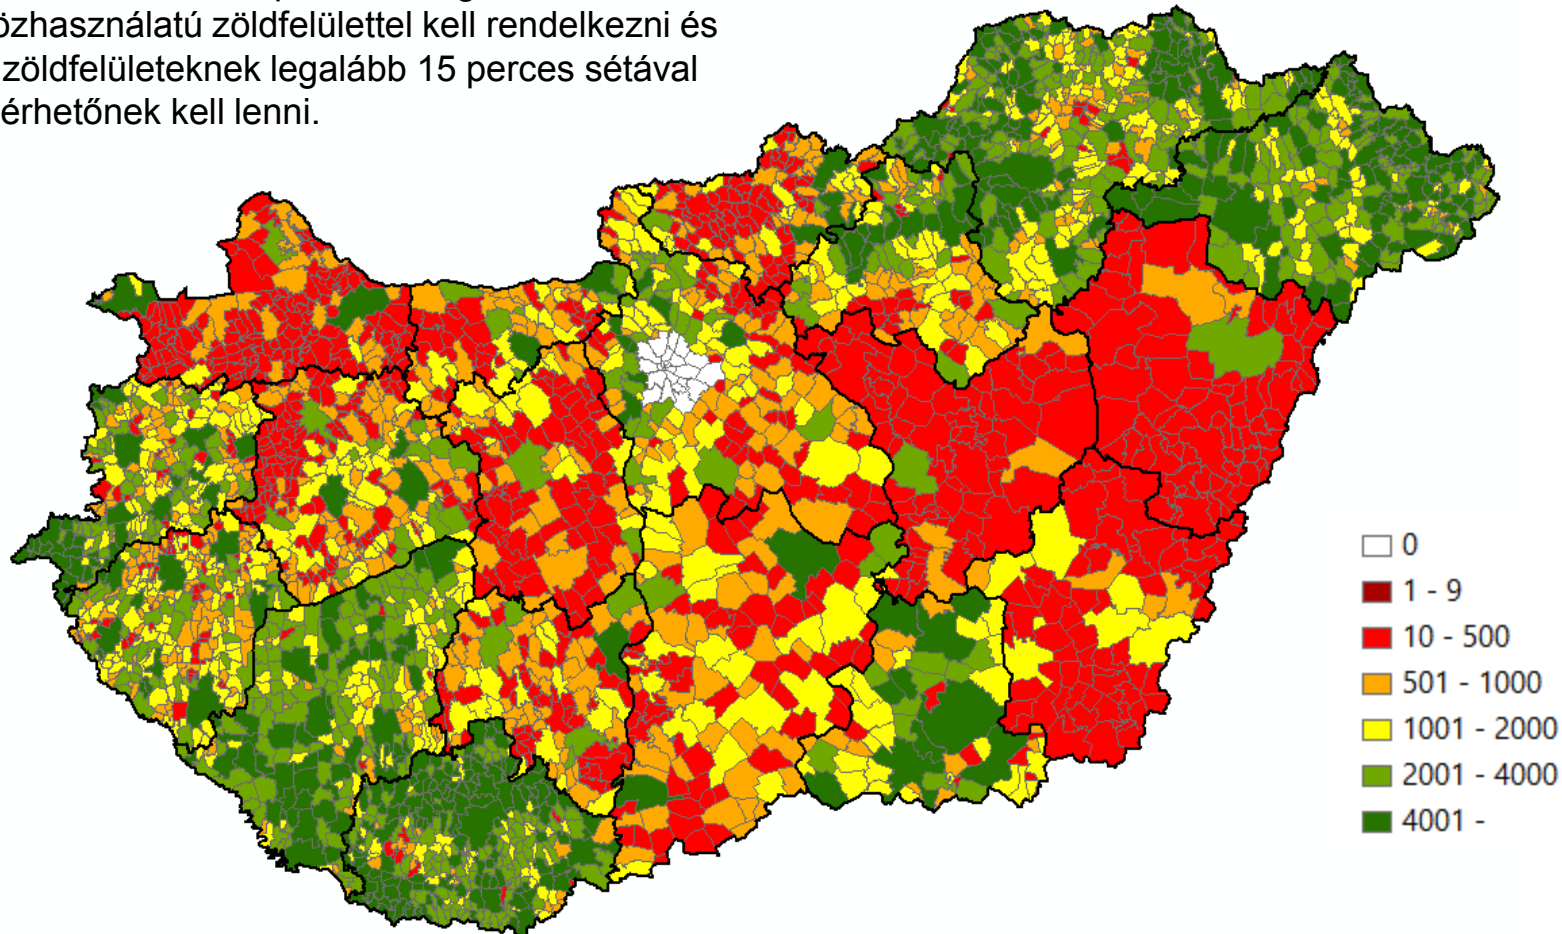 özhasználatú zöldfelülettel kell rendelkezni és
zöldfelületeknek legalább 15 perces sétával
érhetőnek kell lenni.
0
1 - 9
10 - 500
501 - 1000
1001 - 2000
2001 - 4000
4001 -